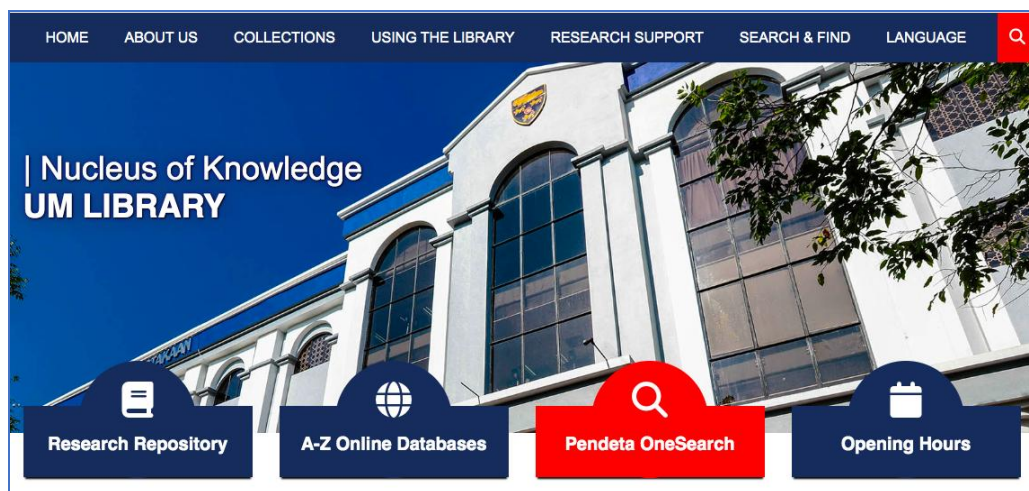 HOME ABOUT US COLLECTIONS USING THE LIBRARY RESEARCH SUPPORT SEARCH & FIND LANGUAGE
| Nucleus of Knowledge
UM LIBRARY
Research Repository A-Z Online Databases Pendeta OneSearch Opening Hours